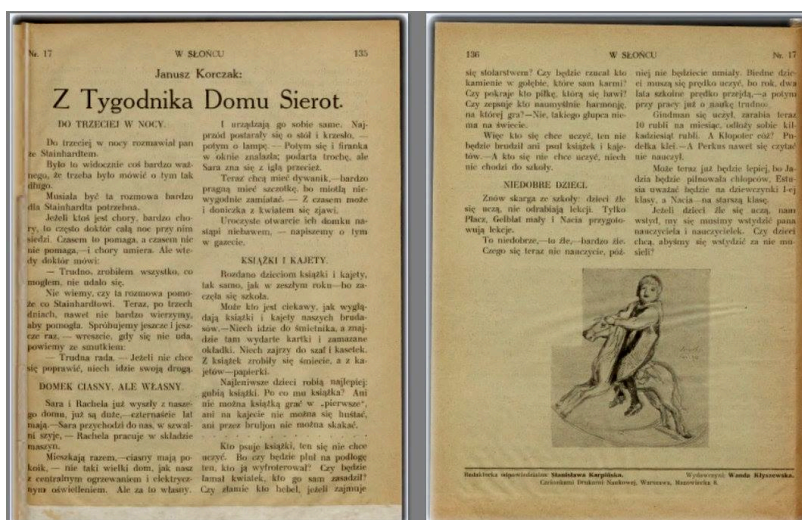 Nr. 17 W SŁOŃCU 135
Janusz Korczak:
Z Tygodnika Domu Sierot.
DO TRZECIEJ W NOCY.
Do trzeciej w nocy rozmawiał pan
ze Stainhardtem.
Było to widocznie coś bardzo waż-
nego, że trzeba było mówić o tym tak
długo.
Musiała być ta rozmowa bardzo
dla Stainhardta potrzebna.
Jeżeli ktoś jest chory, bardzo cho-
ry, to często doktór całą noc przy nim
siedzi. Czasem to pomaga, a czasem nic
nie pomaga,—i chory umiera. Ale wte-
dy doktór mówi:
— Trudno, zrobiłem wszystko, co
mogłem, nie udało się.
Nie wiemy, czy ta rozmowa pomo-
że co Stainhardtowi. Teraz, po trzech
dniach, nawet nie bardzo wierzymy,
aby pomogła. Spróbujemy jeszcze i jesz-
cze raz, — wreszcie, gdy się nie uda,
powiemy ze smutkiem:
— Trudna rada. — Jeżeli nie chce
się poprawić, niech idzie swoją drogą.
DOMEK CIASNY, ALE WŁASNY.
Sara i Rachela już wyszły z nasze-
go domu, już są duże,—czternaście lat
mają.—Sara przychodzi do nas, w szwal-
ni szyje, — Rachela pracuje w składzie
maszyn.
Mieszkają razem,—ciasny mają po-
koik, — nie taki wielki dom, jak nasz
z centralnym ogrzewaniem i elektrycz-
nym oświetleniem. Ale za to własny.
I urządzają go sobie same. Naj-
przód postarały się o stół i krzesło, —
potym o lampę. — Potym się i firanka
w oknie znalazła; podarta trochę, ale
Sara zna się z igłą przecież.
Teraz chcą mieć dywanik,—bardzo
pragną mieć szczotkę, bo miotłą nie-
wygodnie zamiatać. — Z czasem może
i doniczka z kwiatem się zjawi.
Uroczyste otwarcie ich domku na-
stąpi niebawem, — napiszemy o tym
w gazecie.
KSIĄŻKI I KAJETY.
Rozdano dzieciom książki i kajety,
tak samo, jak w zeszłym roku—bo za-
częła się szkoła.
Może kto jest ciekawy, jak wyglą-
dają książki i kajety naszych bruda-
sów.—Niech idzie do śmietnika, a znaj-
dzie tam wydarte kartki i zamazane
okładki. Niech zajrzy do szaf i kasetek.
Z książek zrobiły się śmiecie, a z ka-
jetów—papierki.
Najleniwsze dzieci robią najlepiej:
gubią książki. Po co mu książka? Ani
nie można książką grać w „pierwsze”,
ani na kajecie nie można się huśtać,
ani przez bruljon nie można skakać.
Kto psuje książki, ten się nie chce
uczyć. Bo czy będzie pluł na podłogę
ten, kto ją wyfroterował? Czy będzie
łamał kwiatek, kto go sam zasadził?
Czy złamie kto hebel, jeżeli zajmuje
136 W SŁOŃCU Nr. 17
się stolarstwem? Czy będzie rzucał kto
kamienie w gołębie, które sam karmi?
Czy pokraje kto piłkę, którą się bawi?
Czy zepsuje kto naumyślnie harmonję,
na której gra?—Nie, takiego głupca nie-
ma na świecie.
Więc kto się chce uczyć, ten nie
będzie brudził ani psuł książek i kaje-
tów.—A kto się nie chce uczyć, niech
nie chodzi do szkoły.
NIEDOBRE DZIECI.
Znów skarga ze szkoły: dzieci źle
się uczą, nie odrabiają lekcji. Tylko
Płacz, Gelblat mały i Nacia przygoto-
wują lekcje.
To niedobrze,—to źle,—bardzo źle.
Czego się teraz nie nauczycie, póź-
niej nie będziecie umiały. Biedne dzie-
ci muszą się prędko uczyć, bo rok, dwa
lata szkolne prędko przejdą,—a potym
przy pracy już o naukę trudno.
Gindman się uczył, zarabia teraz
10 rubli na miesiąc, odłoży sobie kil-
kadziesiąt rubli. A Kłopoter cóż? Pu-
dełka klei.—A Perkus nawet się czytać
nie nauczył.
Może teraz już będzie lepiej, bo Ja-
dzia będzie pilnowała chłopców, Estu-
sia uważać będzie na dziewczynki I-ej
klasy, a Nacia—na starszą klasę.
Jeżeli dzieci źle się uczą, nam
wstyd, my się musimy wstydzić pana
nauczyciela i nauczycielek. Czy dzieci
chcą, abyśmy się wstydzić za nie mu-
sieli?
Redaktorka odpowiedzialna Stanisława Karpińska. Wydawczyni Wanda Kłyszewska.
Czcionkami Drukarni Naukowej, Warszawa, Mazowiecka 8.